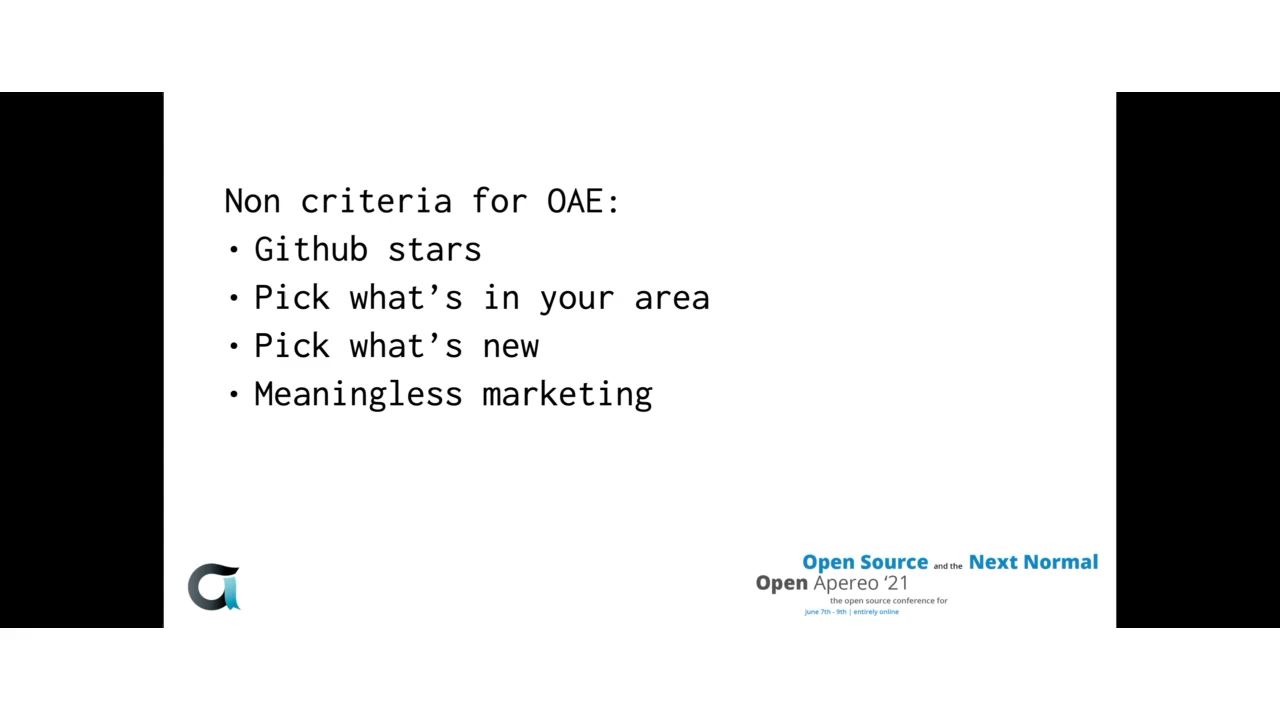 Non criteria for OAE:
• Github stars
• Pick what’s in your area
• Pick what’s new
• Meaningless marketing
Open Source and the Next Normal
Open Apereo ‘21
the open source conference for
June 7th - 9th | entirely online